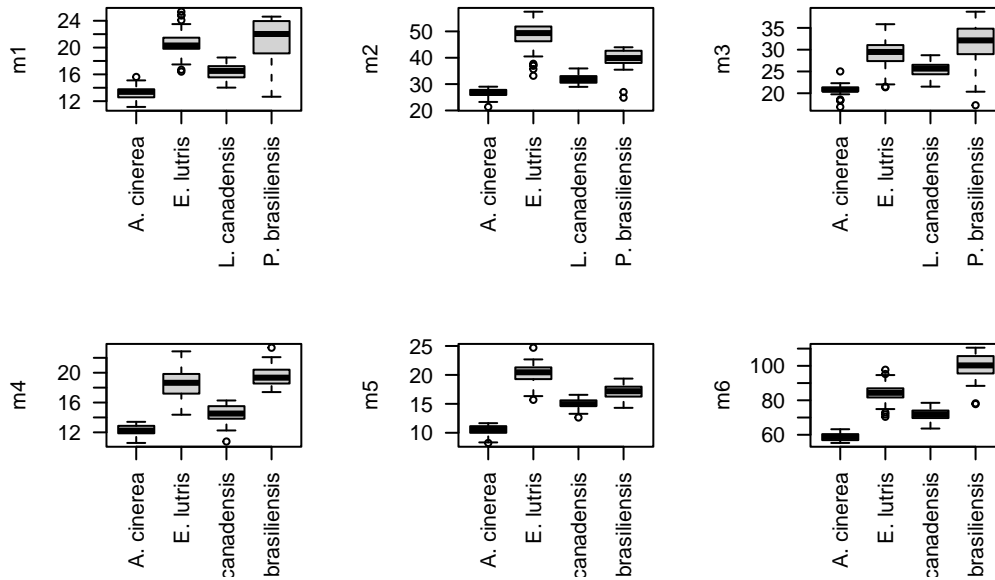 m1
24
20
16
12
A. cinerea
E. lutris
L. canadensis
P. brasiliensis
m2
50
40
30
20
A. cinerea
E. lutris
L. canadensis
P. brasiliensis
m3
35
30
25
20
A. cinerea
E. lutris
L. canadensis
P. brasiliensis
m4
20
16
12
A. cinerea
E. lutris
canadensis
brasiliensis
m5
25
20
15
10
A. cinerea
E. lutris
canadensis
brasiliensis
m6
100
80
60
A. cinerea
E. lutris
canadensis
brasiliensis